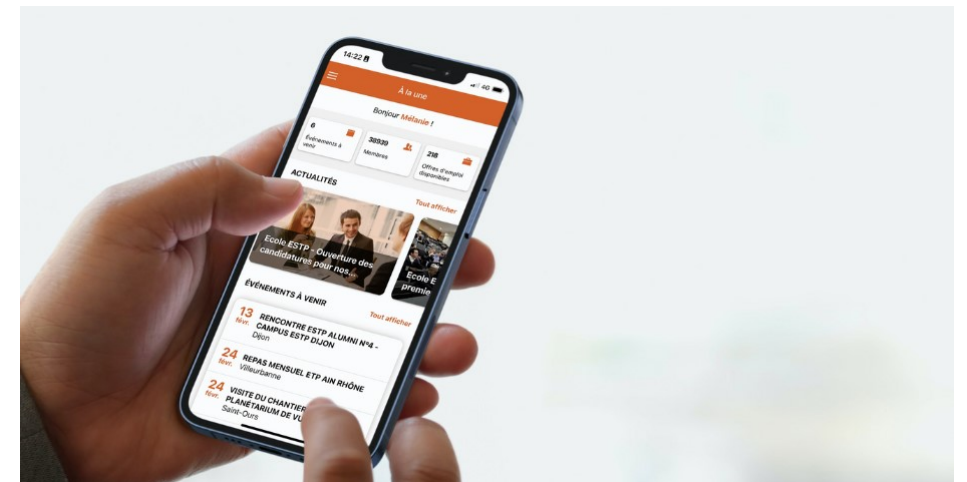 14:22
4G
À la une
Bonjour Mélanie !
6
Événements à
venir
38939
Membres
218
Offres d'emploi
disponibles
ACTUALITÉS
Tout afficher
Ecole ESTP - Ouverture des
candidatures pour nos...
Ecole E
premie
ÉVÉNEMENTS À VENIR
Tout afficher
13
févr.
RENCONTRE ESTP ALUMNI N°4 -
CAMPUS ESTP DIJON
Dijon
24
févr.
REPAS MENSUEL ETP AIN RHÔNE
Villeurbanne
24
févr.
VISITE DU CHANTIER
PLANÉTARIUM DE VU
Saint-Ours